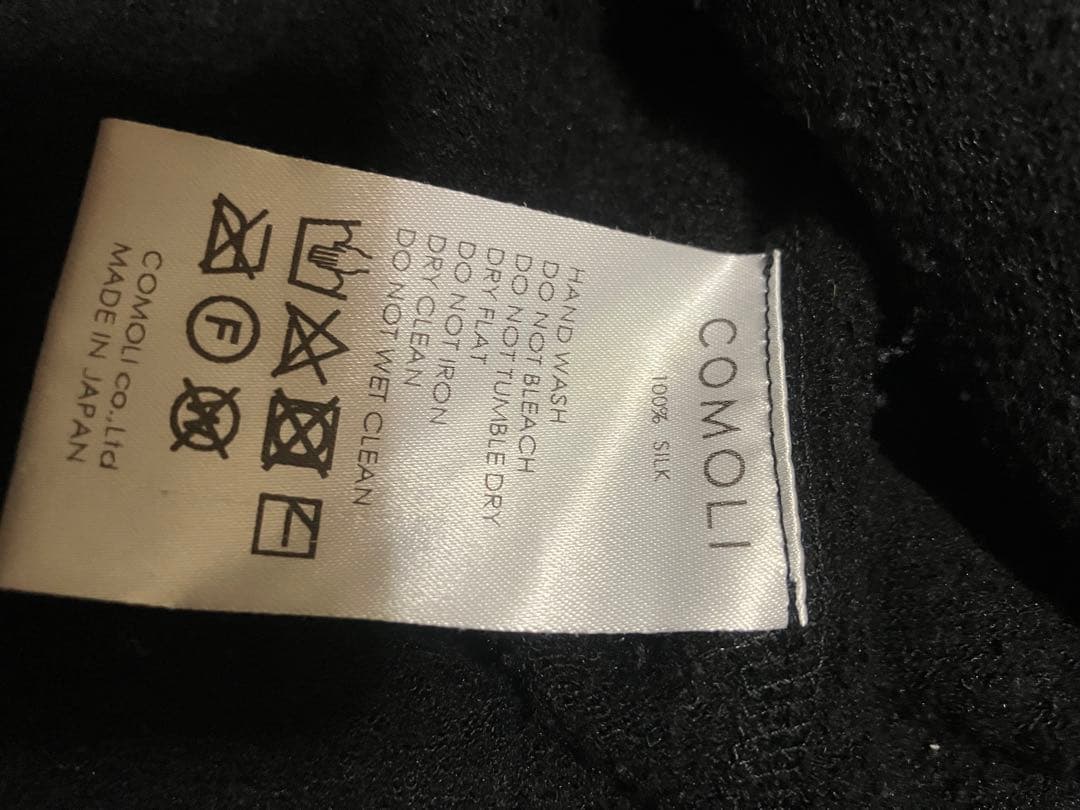 COMOLI
100% SILK
HAND WASH
DO NOT BLEACH
DO NOT TUMBLE DRY
DRY FLAT
DO NOT IRON
DRY CLEAN
DO NOT WET CLEAN
F W
COMOLI co.,Ltd
MADE IN JAPAN